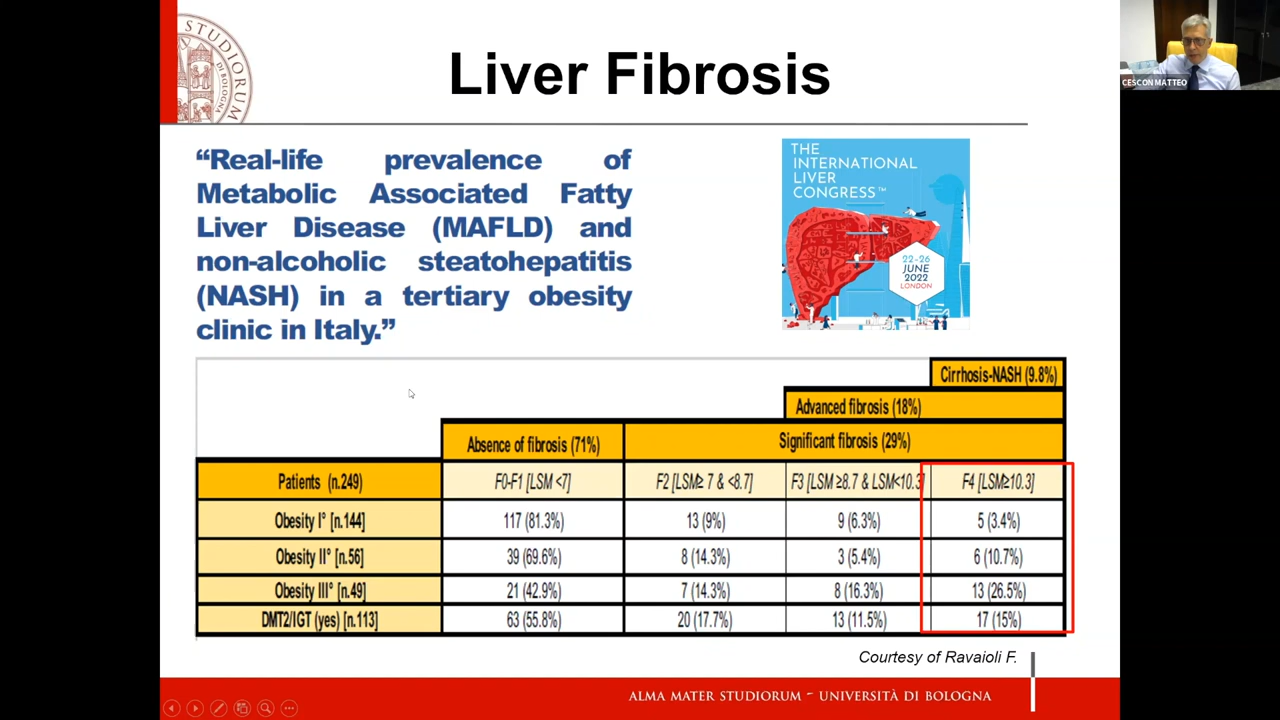 STUDIORUM
DI BOLOGNA
Liver Fibrosis
CESCON MATTEO
“Real-life prevalence of
Metabolic Associated Fatty
Liver Disease (MAFLD) and
non-alcoholic steatohepatitis
(NASH) in a tertiary obesity
clinic in Italy.”
THE
INTERNATIONAL
LIVER
CONGRESS™
22-26
JUNE
2022
LONDON
Cirrhosis-NASH (9.8%)
Advanced fibrosis (18%)
Absence of fibrosis (71%) Significant fibrosis (29%)
Patients (n.249) F0-F1 [LSM <7] F2 [LSM≥ 7 & <8.7] F3 [LSM ≥8.7 & LSM<10.3] F4 [LSM≥10.3]
Obesity I° [n.144] 117 (81.3%) 13 (9%) 9 (6.3%) 5 (3.4%)
Obesity II° [n.56] 39 (69.6%) 8 (14.3%) 3 (5.4%) 6 (10.7%)
Obesity III° [n.49] 21 (42.9%) 7 (14.3%) 8 (16.3%) 13 (26.5%)
DMT2/IGT (yes) [n.113] 63 (55.8%) 20 (17.7%) 13 (11.5%) 17 (15%)
Courtesy of Ravaioli F.
ALMA MATER STUDIORUM ~ UNIVERSITÀ DI BOLOGNA